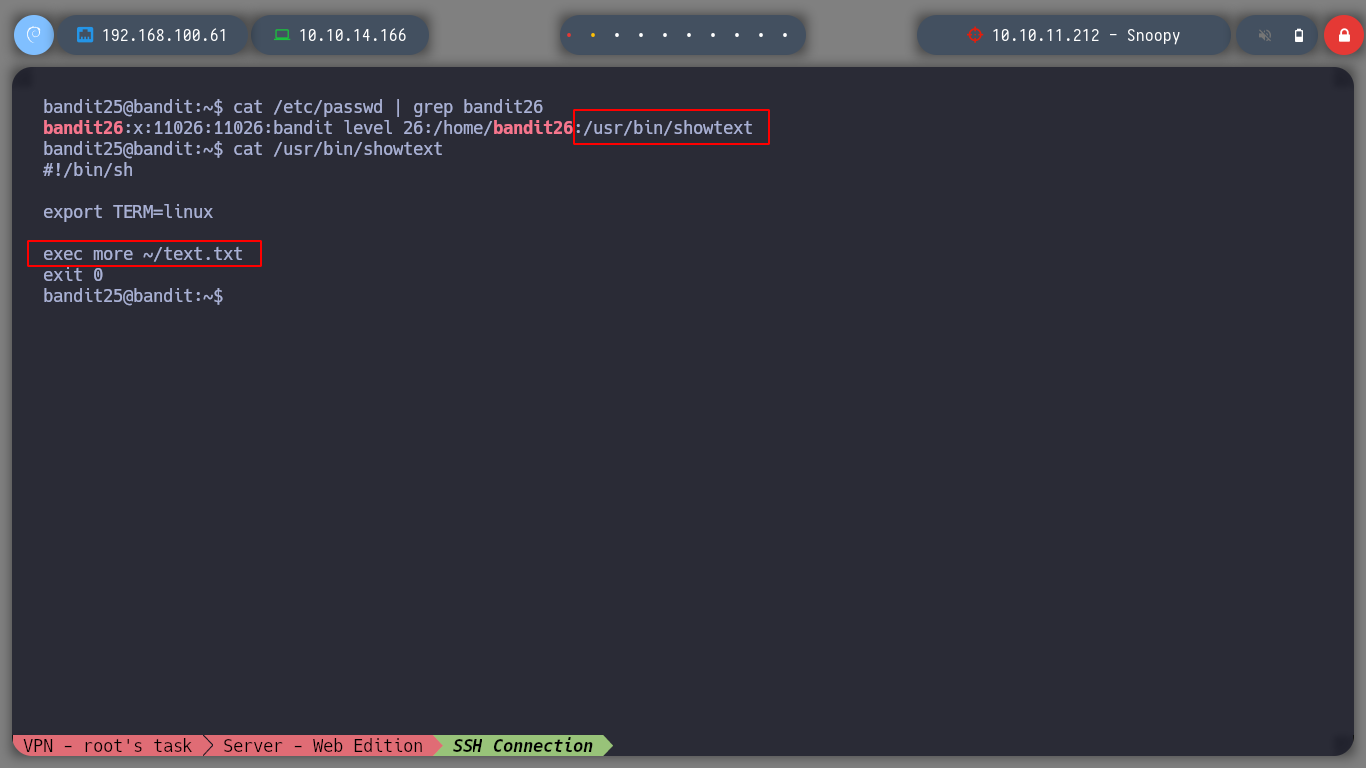 192.168.100.61 10.10.14.166 10.10.11.212 - Snoopy
bandit25@bandit:~$ cat /etc/passwd | grep bandit26
bandit26:x:11026:11026:bandit level 26:/home/bandit26:/usr/bin/showtext
bandit25@bandit:~$ cat /usr/bin/showtext
#!/bin/sh

export TERM=linux

exec more ~/text.txt
exit 0
bandit25@bandit:~$
VPN - root's task Server - Web Edition SSH Connection